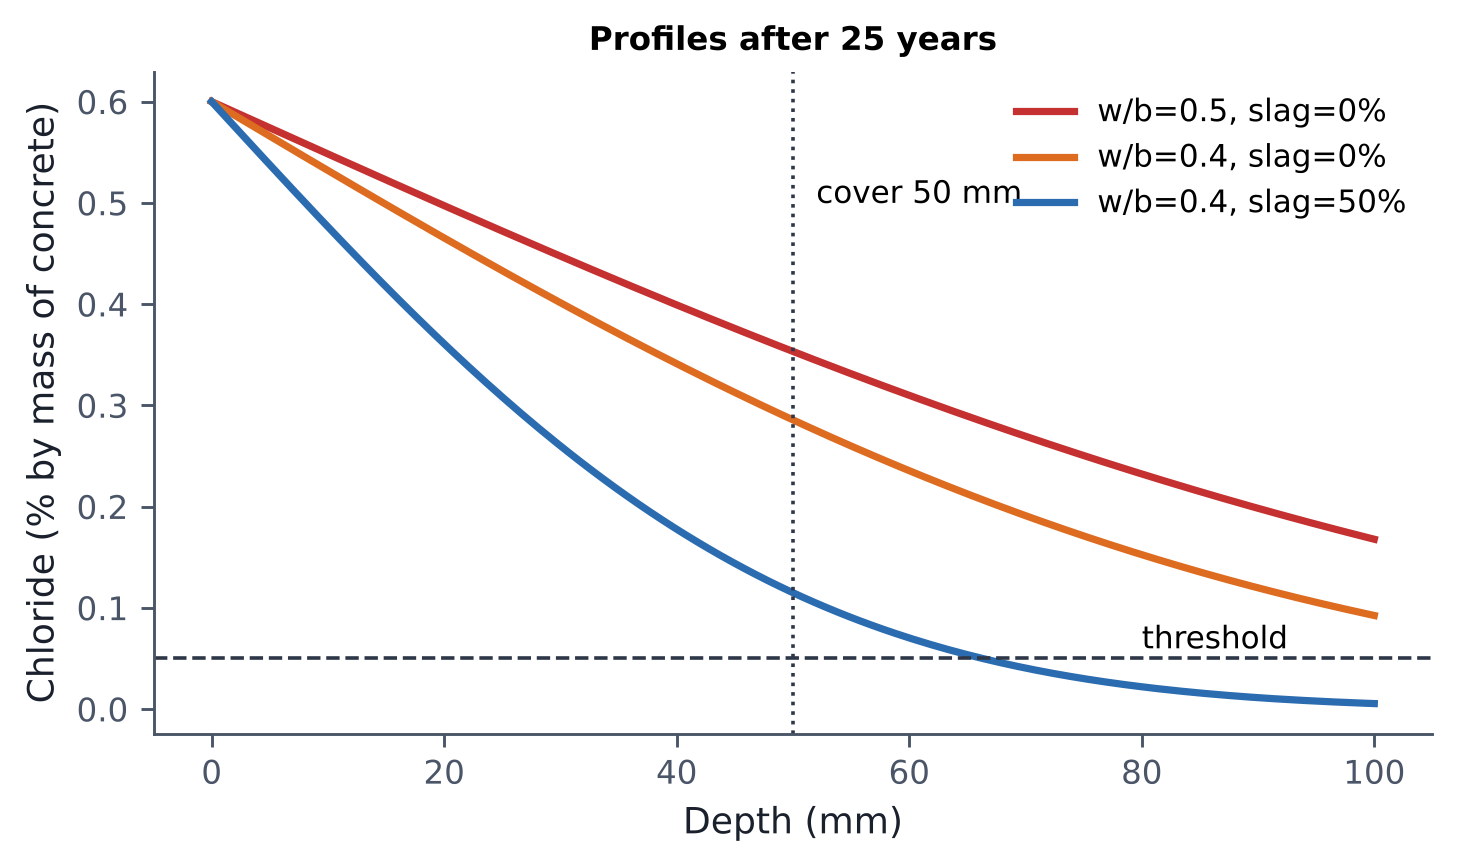 Profiles after 25 years
Chloride (% by mass of concrete)
0.6
0.5
0.4
0.3
0.2
0.1
0.0
w/b=0.5, slag=0%
w/b=0.4, slag=0%
w/b=0.4, slag=50%
cover 50 mm
threshold
0 20 40 60 80 100
Depth (mm)